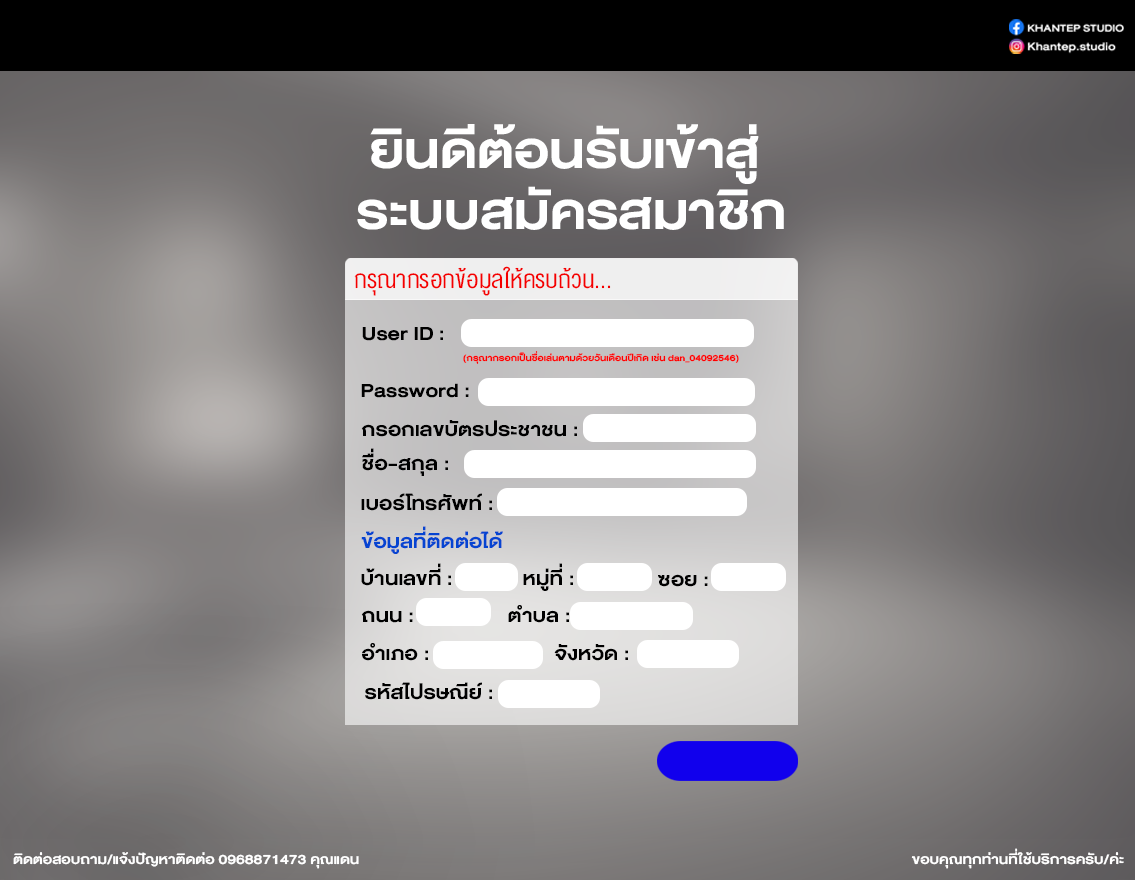 KHANTEP STUDIO
Khantep.studio
ยินดีต้อนรับเข้าสู่
ระบบสมัครสมาชิก
กรุณากรอกข้อมูลให้ครบถ้วน...
User ID :
(กรุณากรอกเป็นชื่อเล่นตามด้วยวันเดือนปีเกิด เช่น dan_04092546)
Password :
กรอกเลขบัตรประชาชน :
ชื่อ-สกุล :
เบอร์โทรศัพท์ :
ข้อมูลที่ติดต่อได้
บ้านเลขที่ : หมู่ที่ : ซอย :
ถนน : ตำบล :
อำเภอ : จังหวัด :
รหัสไปรษณีย์ :
ติดต่อสอบถาม/แจ้งปัญหาติดต่อ 0968871473 คุณแดน
ขอบคุณทุกท่านที่ใช้บริการครับ/ค่ะ